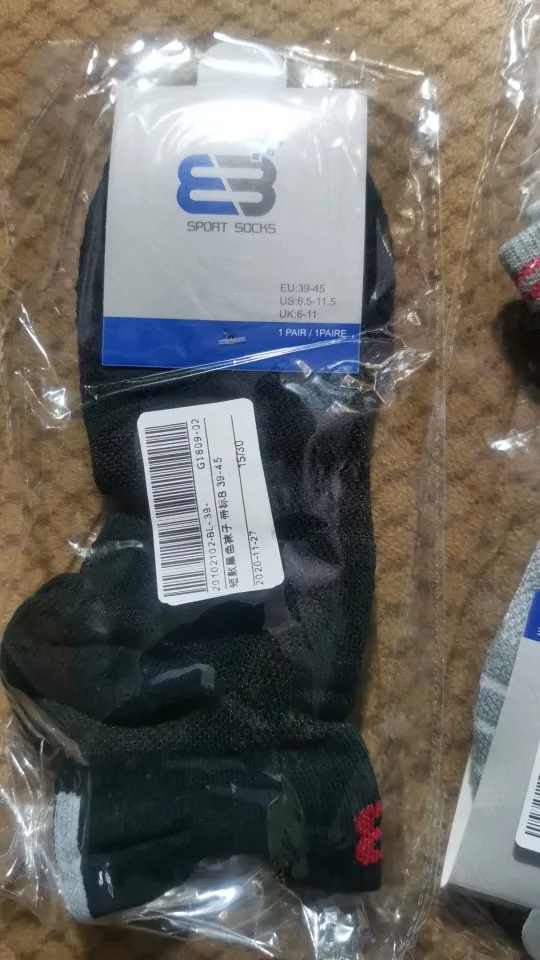 SPORT SOCKS
EU:39-45
US:6.5-11.5
UK:6-11
1 PAIR / 1PAIRE
G1809-02
20102102-BL-39-
短款黑色袜子 带标B 39-45
15/30
2020-11-27